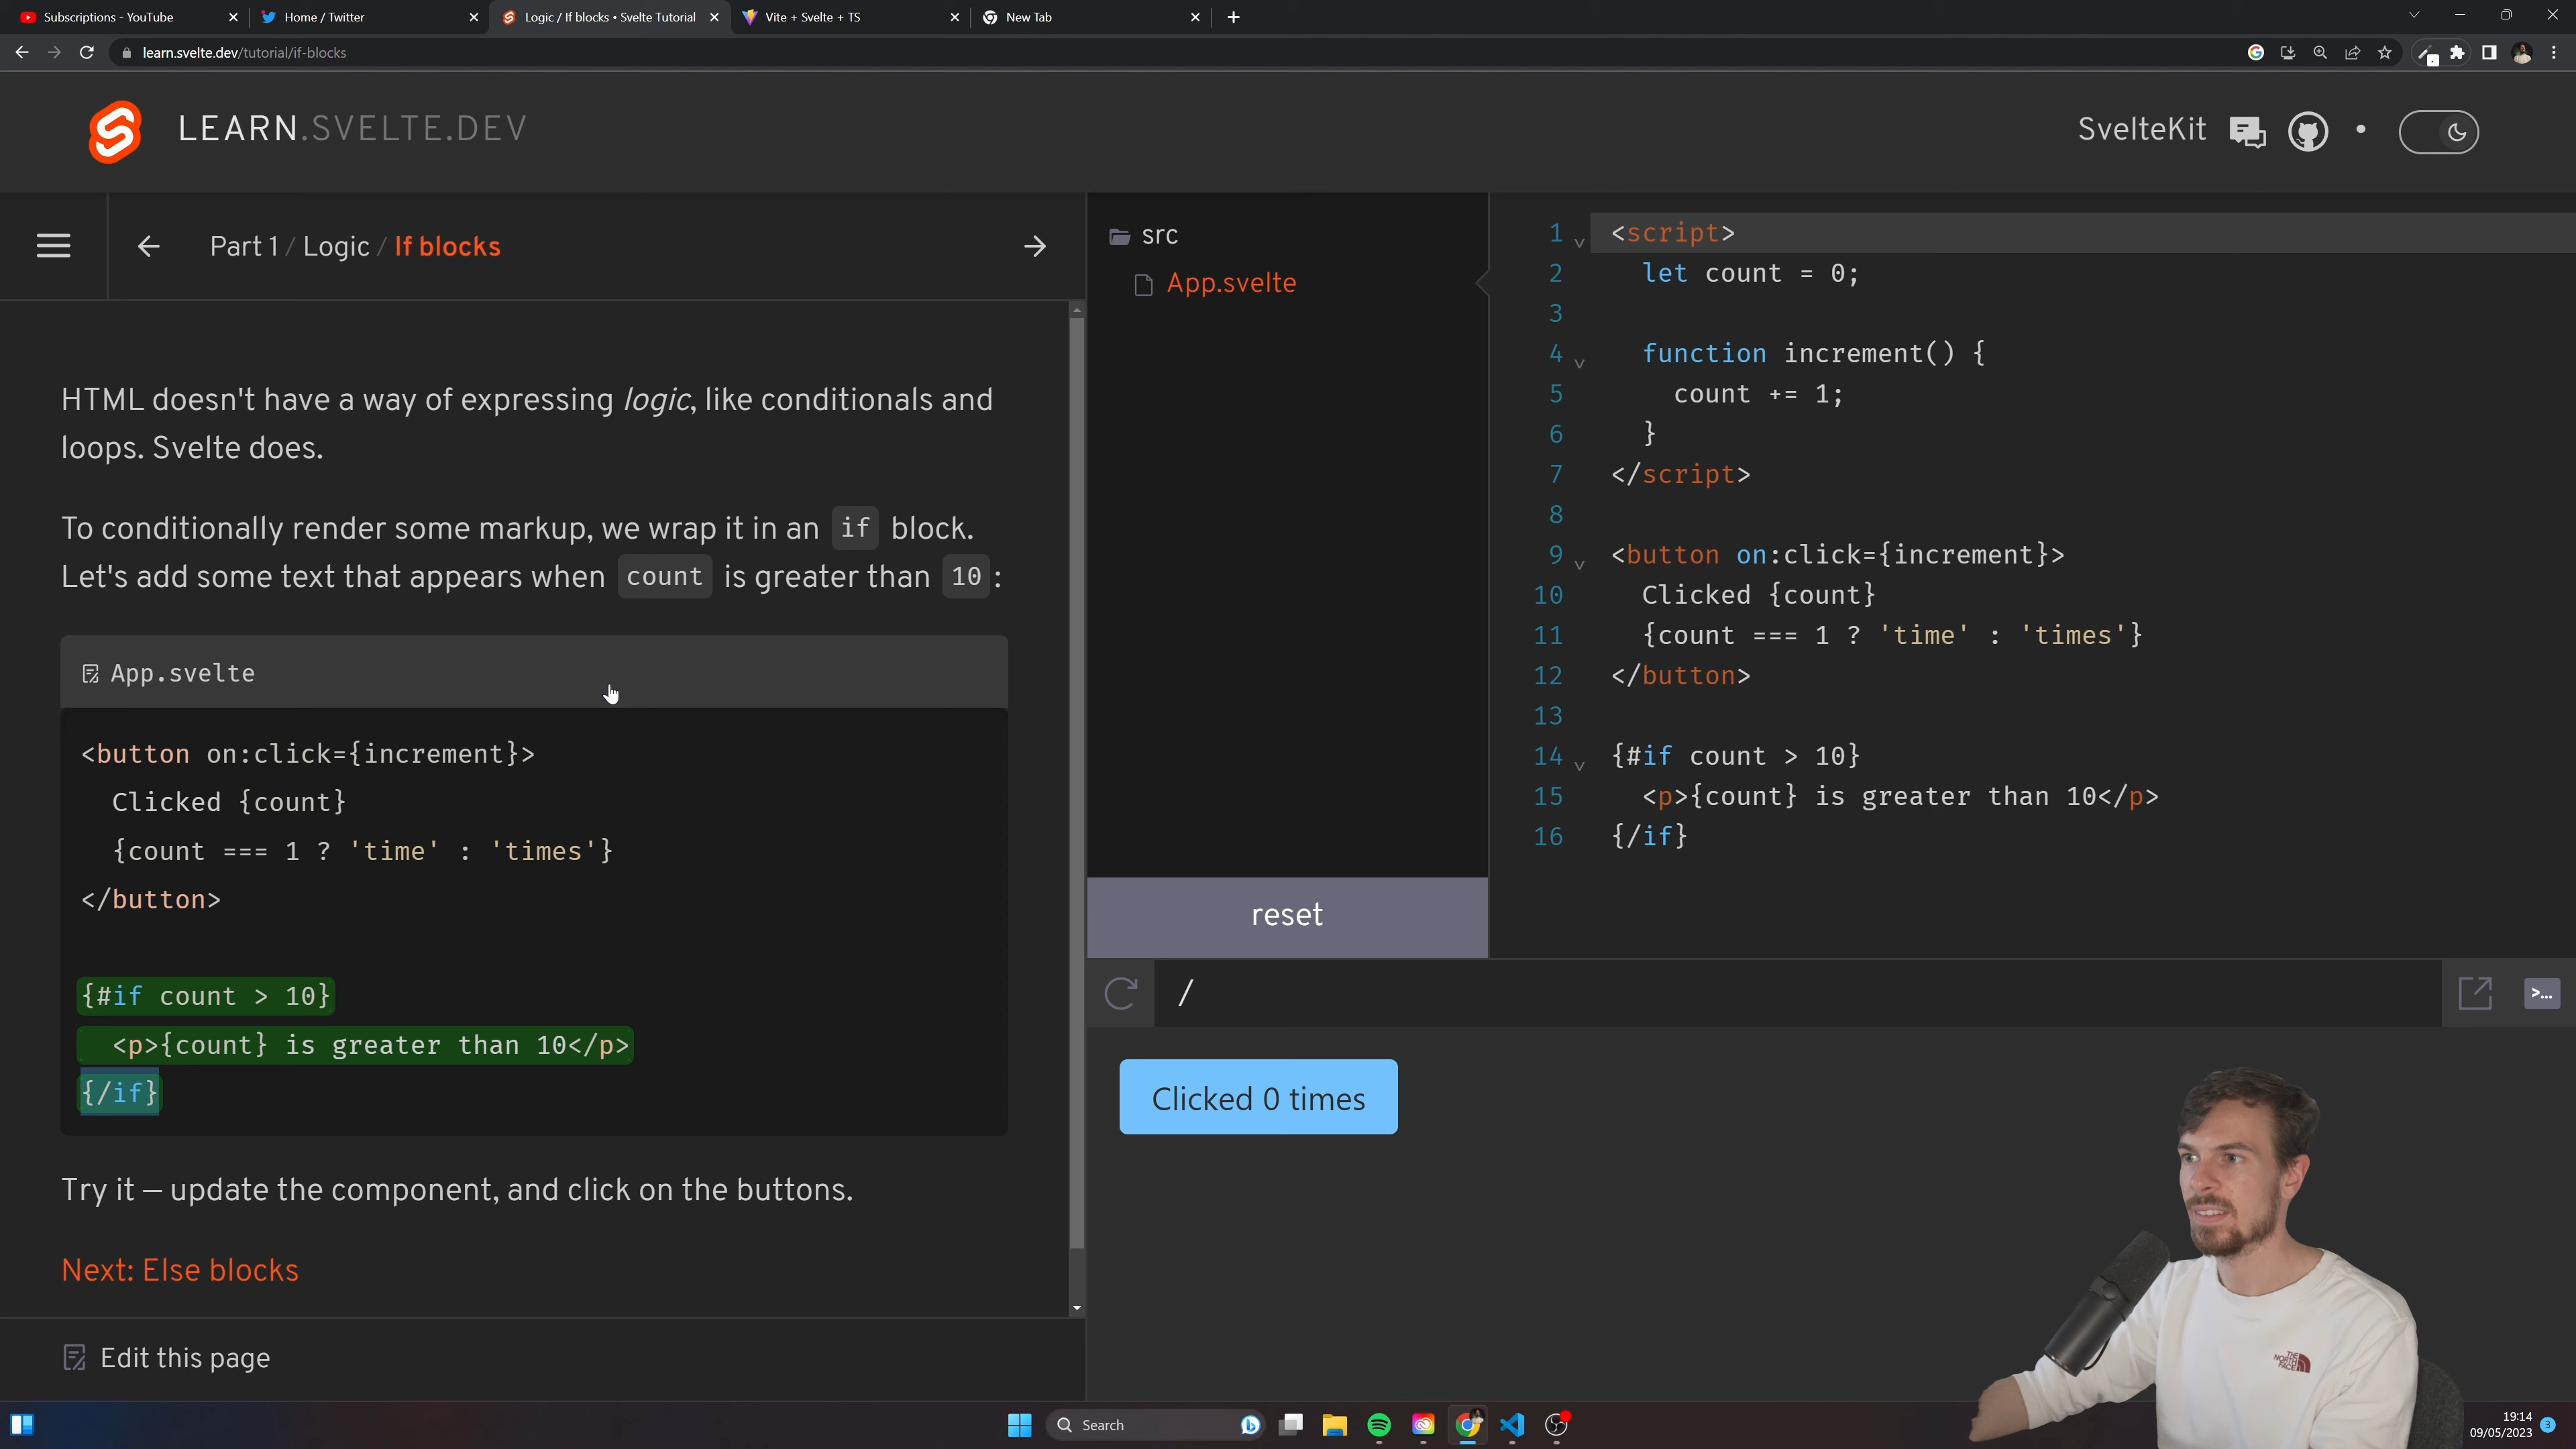 Subscriptions - YouTube
Home / Twitter
Logic / If blocks • Svelte Tutorial
Vite + Svelte + TS
New Tab
learn.svelte.dev/tutorial/if-blocks
LEARN.SVELTE.DEV
SvelteKit
Part 1 / Logic / If blocks
HTML doesn't have a way of expressing logic, like conditionals and
loops. Svelte does.
To conditionally render some markup, we wrap it in an if block.
Let's add some text that appears when count is greater than 10 :
App.svelte
<button on:click={increment}>
Clicked {count}
{count === 1 ? 'time' : 'times'}
</button>
{#if count > 10}
<p>{count} is greater than 10</p>
{/if}
Try it — update the component, and click on the buttons.
Next: Else blocks
Edit this page
src
App.svelte
reset
1 <script>
2 let count = 0;
3
4 function increment() {
5 count += 1;
6 }
7 </script>
8
9 <button on:click={increment}>
10 Clicked {count}
11 {count === 1 ? 'time' : 'times'}
12 </button>
13
14 {#if count > 10}
15 <p>{count} is greater than 10</p>
16 {/if}
/
>...
Clicked 0 times
THE NORTH FACE
Search
19:14
09/05/2023
3